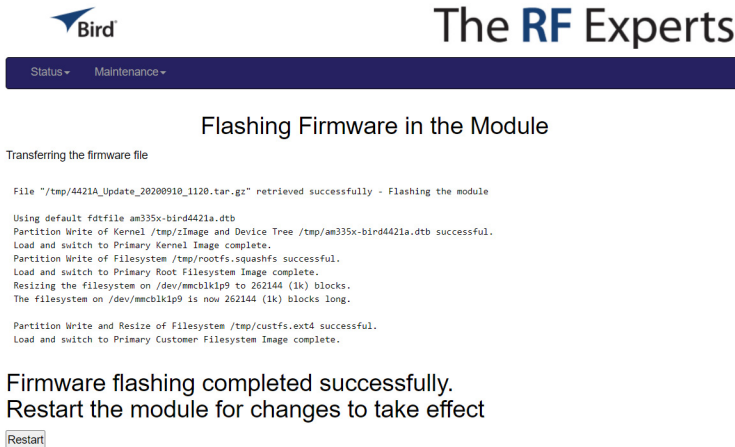 Bird
The RF Experts
Status
Maintenance
Flashing Firmware in the Module
Transferring the firmware file
File "/tmp/4421A_Update_20200910_1120.tar.gz" retrieved successfully - Flashing the module
Using default fdtfile am335x-bird4421a.dtb
Partition Write of Kernel /tmp/zImage and Device Tree /tmp/am335x-bird4421a.dtb successful.
Load and switch to Primary Kernel Image complete.
Partition Write of Filesystem /tmp/rootfs.squashfs successful.
Load and switch to Primary Root Filesystem Image complete.
Resizing the filesystem on /dev/mmcblk1p9 to 262144 (1k) blocks.
The filesystem on /dev/mmcblk1p9 is now 262144 (1k) blocks long.
Partition Write and Resize of Filesystem /tmp/custfs.ext4 successful.
Load and switch to Primary Customer Filesystem Image complete.
Firmware flashing completed successfully.
Restart the module for changes to take effect
Restart